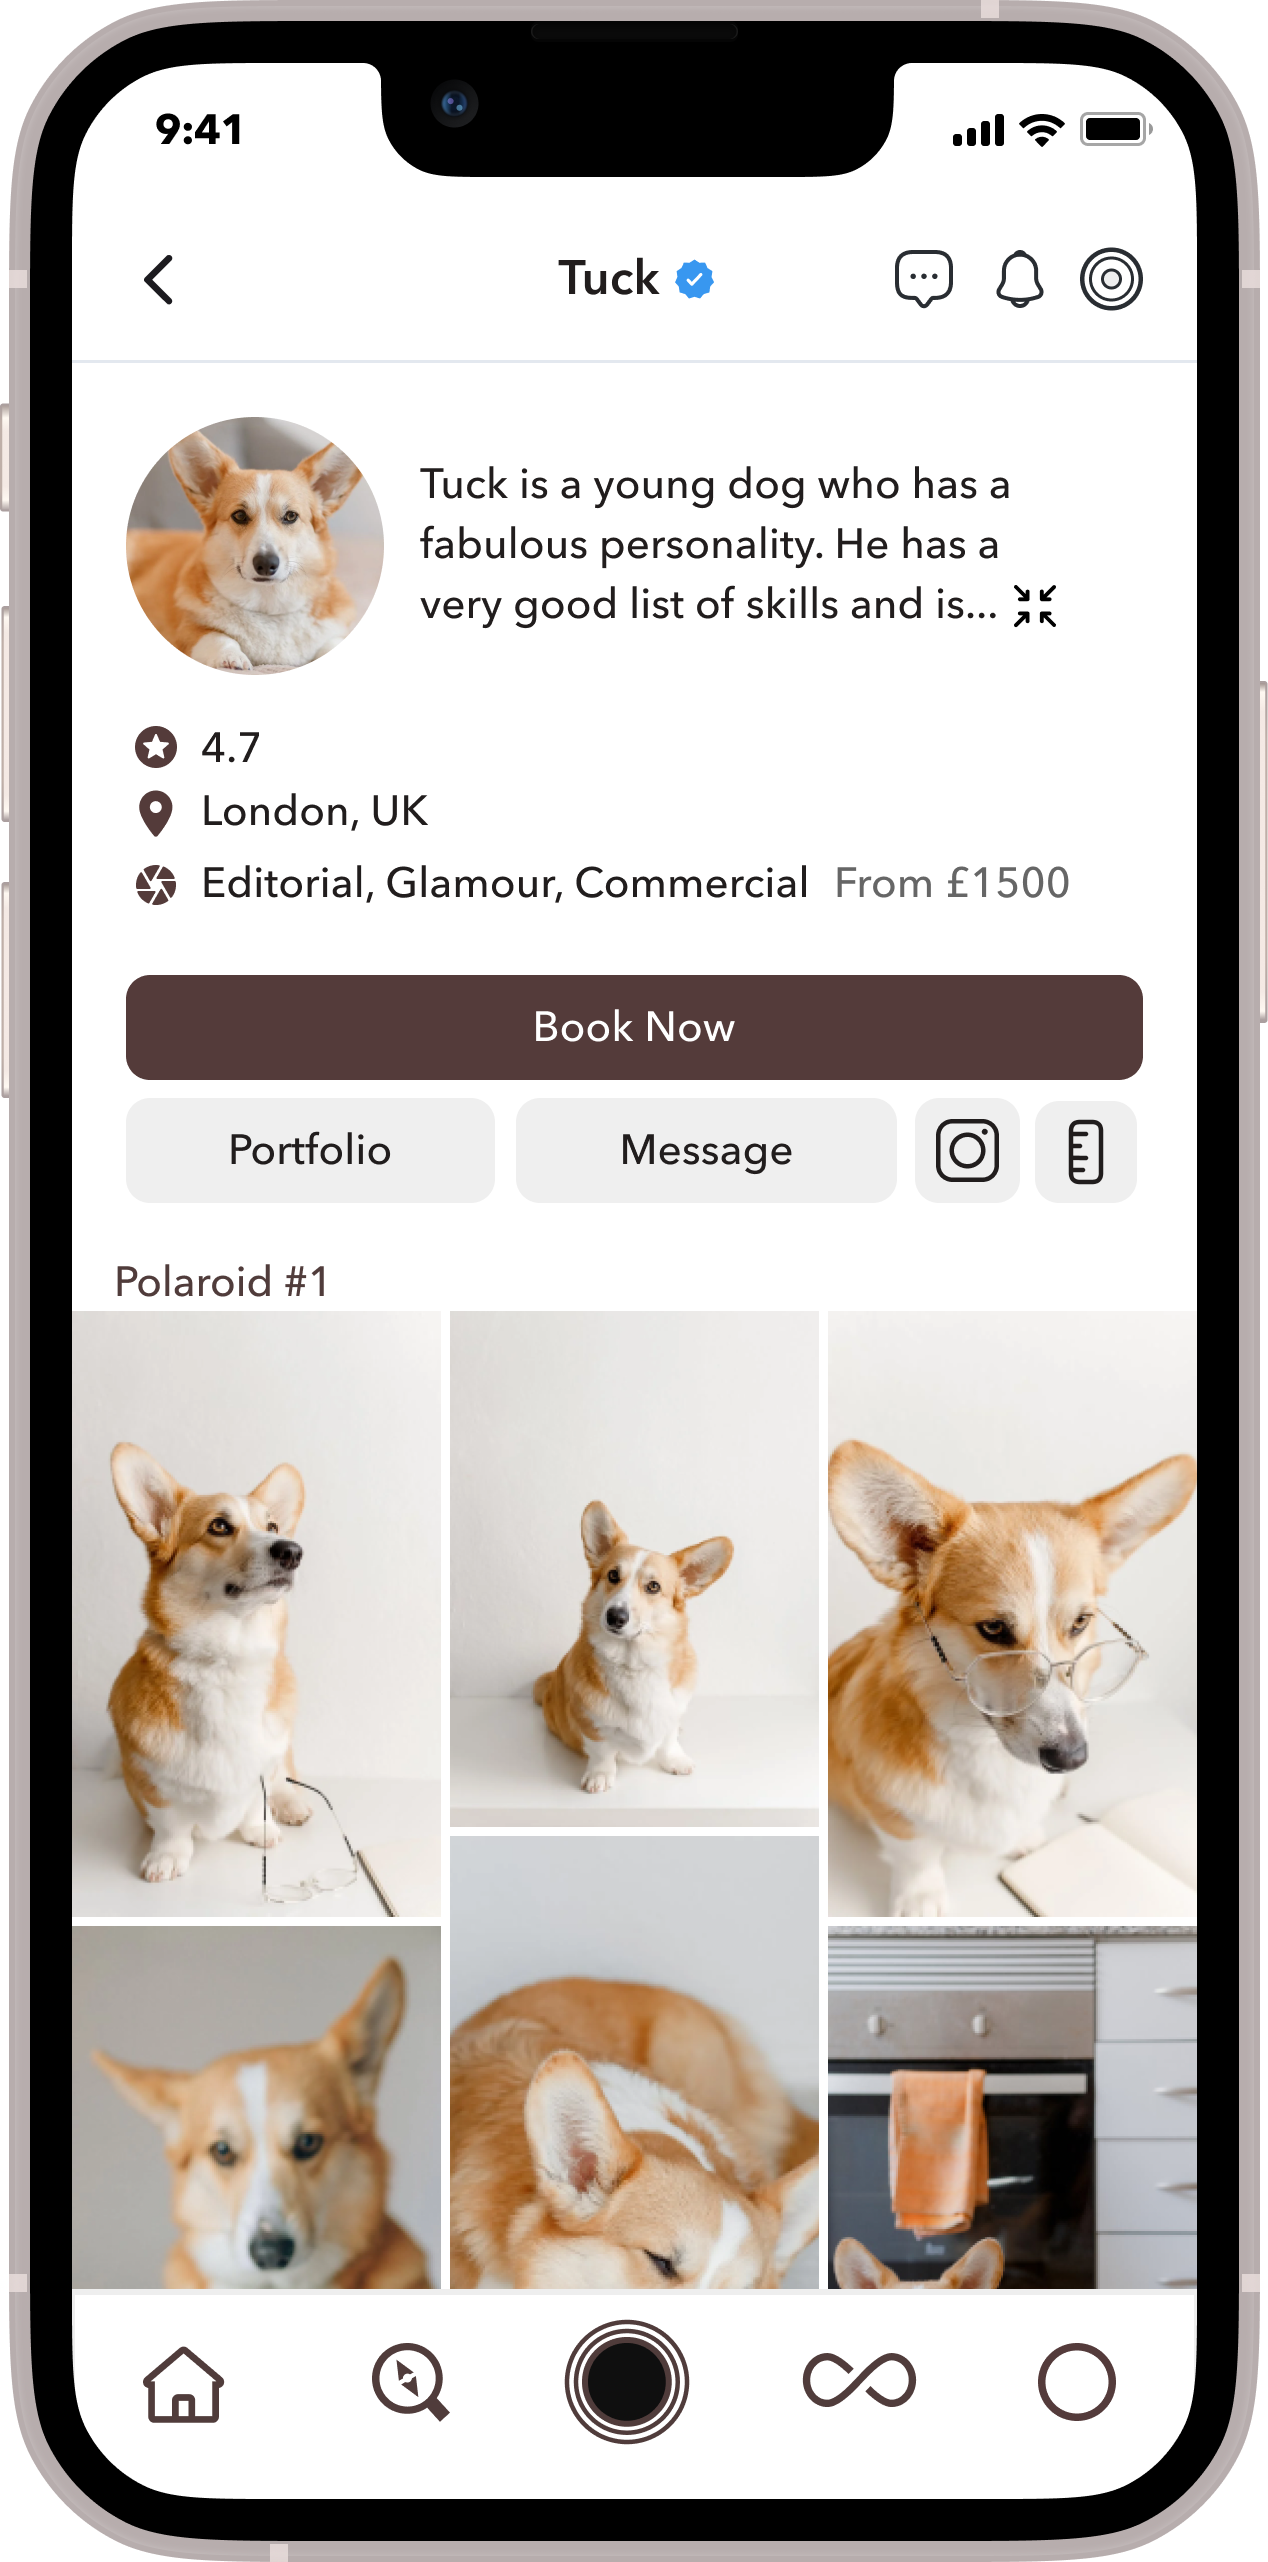 9:41
Tuck
Tuck is a young dog who has a
fabulous personality. He has a
very good list of skills and is...
4.7
London, UK
Editorial, Glamour, Commercial From £1500
Book Now
Portfolio Message
Polaroid #1